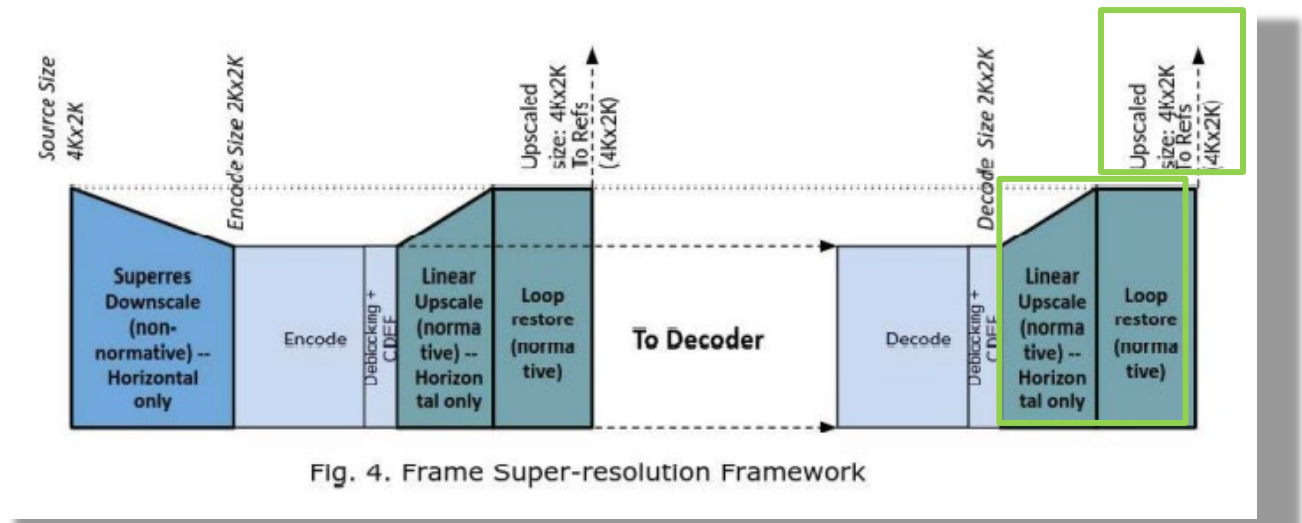 Source Size
4Kx2K
Encode Size 2Kx2K
Upscaled
size: 4Kx2K
To Refs
(4Kx2K)
Decode Size 2Kx2K
Upscaled
size: 4Kx2K
To Refs
(4Kx2K)
Superres
Downscale
(non-
normative) --
Horizontal
only
Encode
Deblocking +
CDEF
Linear
Upscale
(norma
tive) --
Horizon
tal only
Loop
restore
(norma
tive)
To Decoder
Decode
Deblocking +
CDEF
Linear
Upscale
(norma
tive) --
Horizon
tal only
Loop
restore
(norma
tive)
Fig. 4. Frame Super-resolution Framework